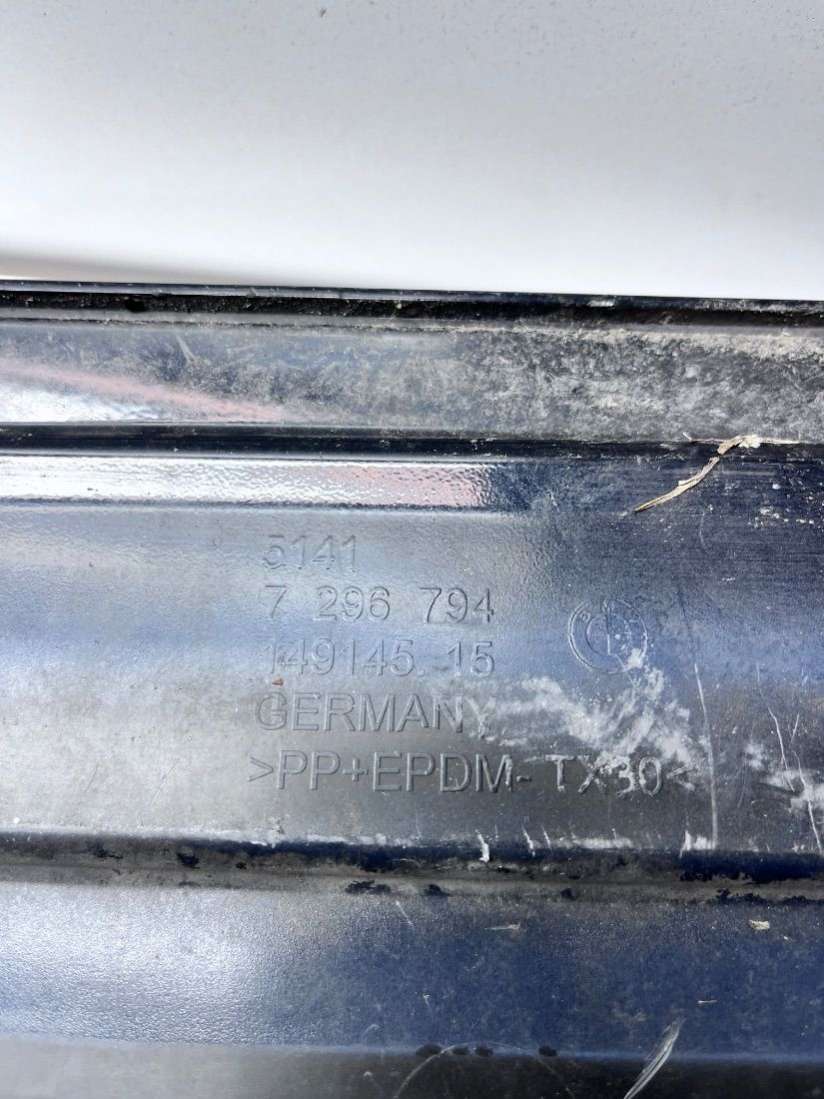 5141
7 296 794
149145.15
GERMANY
>PP+EPDM-TX30<